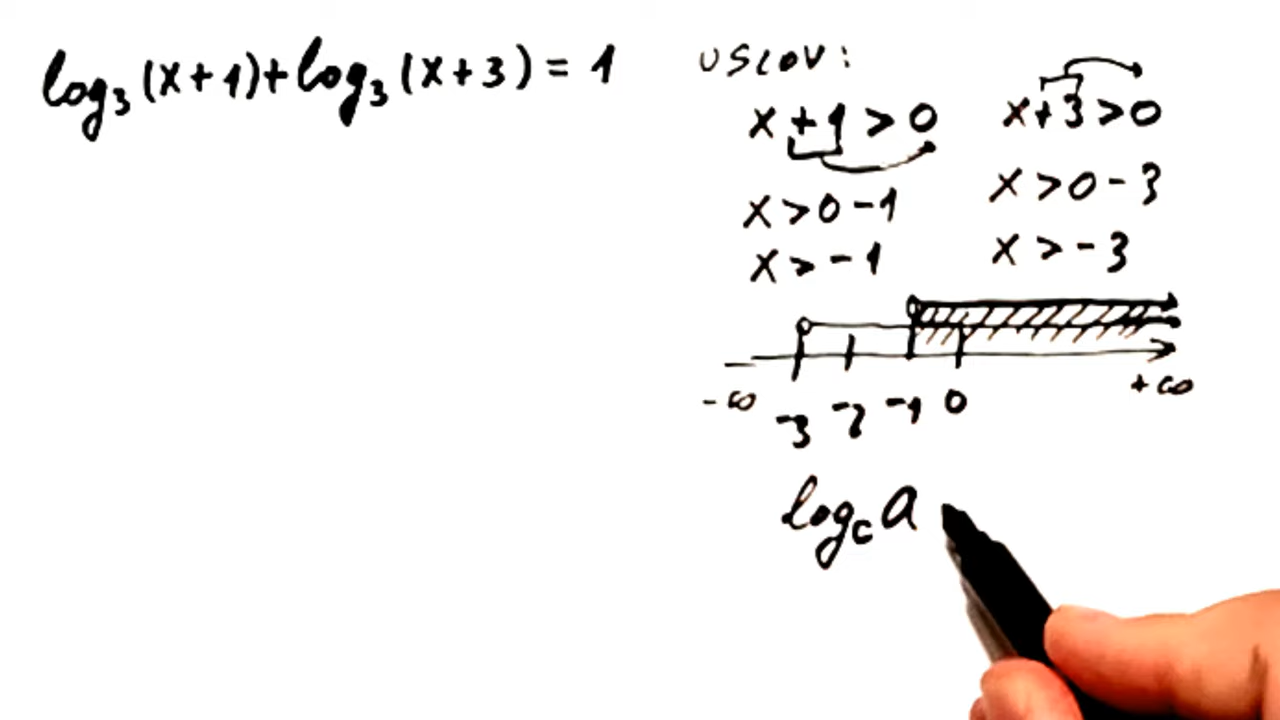 log₃(x+1)+log₃(x+3)=1
USLOV:
x+1>0
x>0-1
x>-1
x+3>0
x>0-3
x>-3
-∞ -3 -2 -1 0 +∞
log_c a